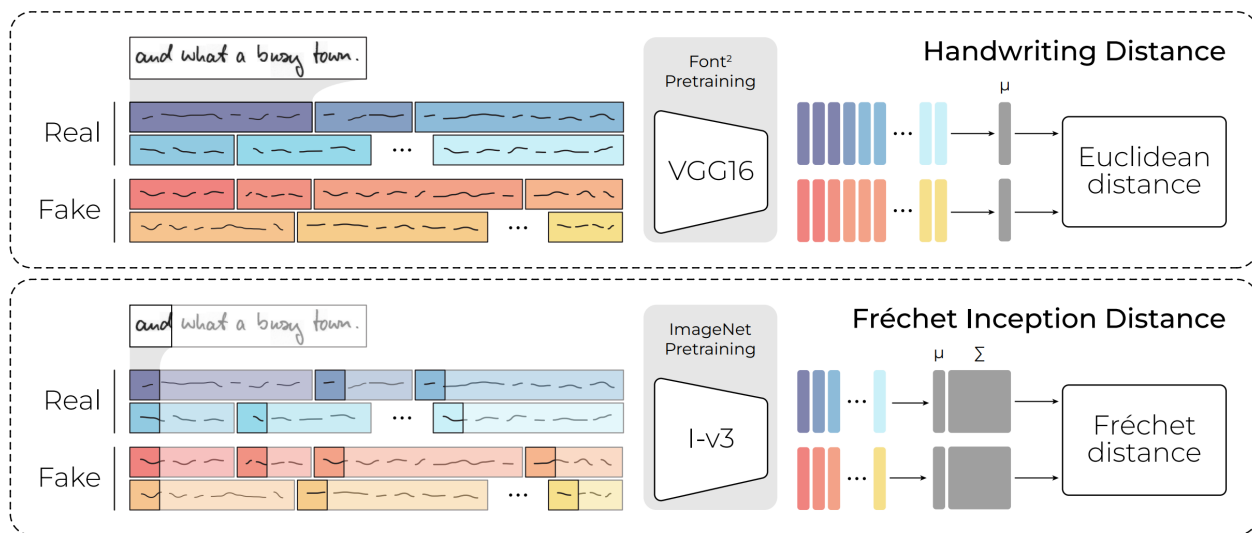 Handwriting Distance
and what a busy town.
Real
Fake
...
...
Font²
Pretraining
VGG16
...
...
μ
Euclidean
distance
Fréchet Inception Distance
and what a busy town.
Real
Fake
...
...
ImageNet
Pretraining
I-v3
...
...
μ Σ
Fréchet
distance